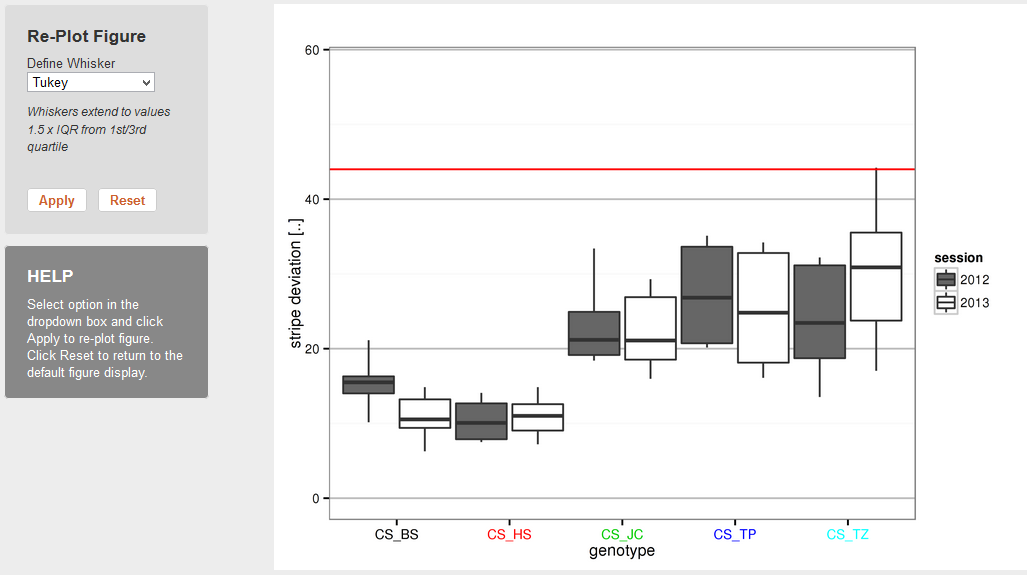 Re-Plot Figure
Define Whisker
Tukey
Whiskers extend to values
1.5 x IQR from 1st/3rd
quartile
Apply Reset
HELP
Select option in the
dropdown box and click
Apply to re-plot figure.
Click Reset to return to the
default figure display.
stripe deviation [..]
60
40
20
0
CS_BS CS_HS CS_JC CS_TP CS_TZ
genotype
session
2012
2013